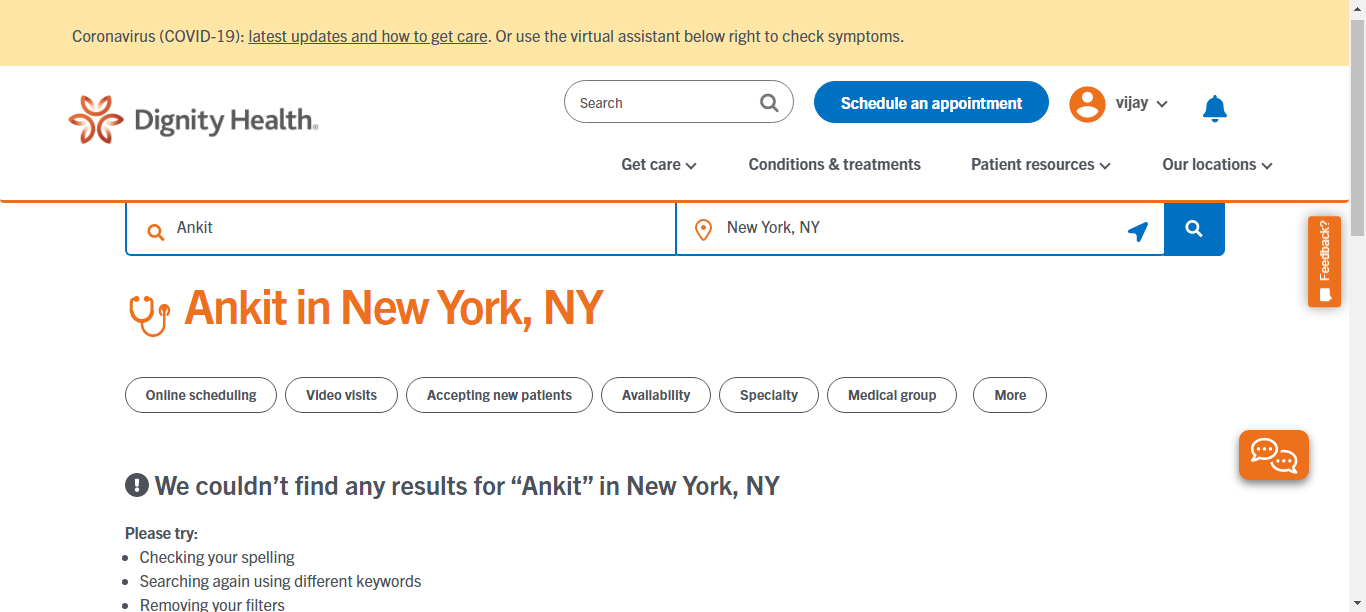 Coronavirus (COVID-19): latest updates and how to get care. Or use the virtual assistant below right to check symptoms.
Dignity Health®
Search
Schedule an appointment
vijay
Get care
Conditions & treatments
Patient resources
Our locations
Ankit
New York, NY
Feedback?
Ankit in New York, NY
Online scheduling
Video visits
Accepting new patients
Availability
Specialty
Medical group
More
We couldn’t find any results for “Ankit” in New York, NY
Please try:
• Checking your spelling
• Searching again using different keywords
• Removing your filters